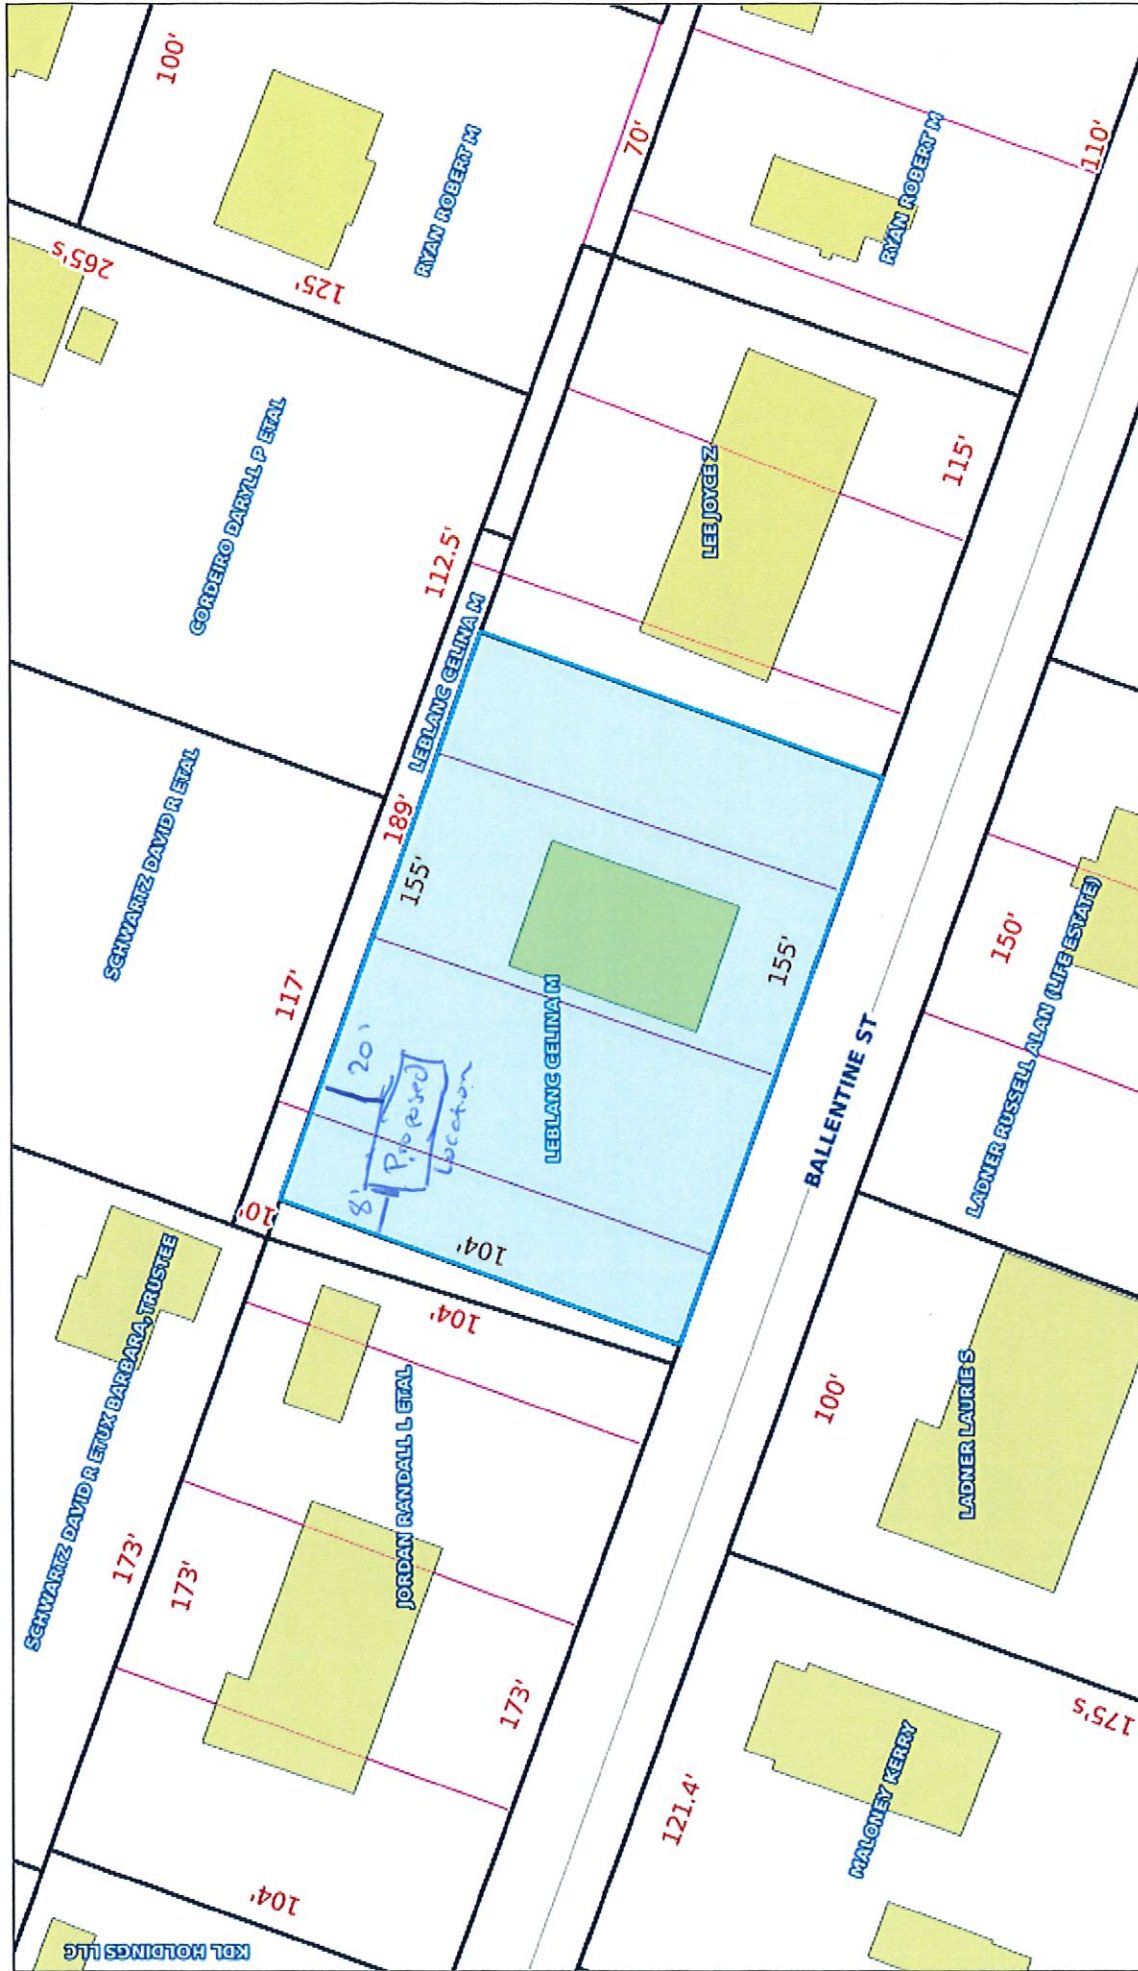 100'
RYAN ROBERT M
265's
125'
70'
RYAN ROBERT M
110'
CORDEIRO DARYLL P ETAL
112.5'
LEE JOYCE Z
115'
SCHWARTZ DAVID R ETAL
LEBLANC CELINA M
189'
155'
117'
20'
8'
Proposed
Location
LEBLANC CELINA M
155'
150'
LADNER RUSSELL ALAN (LIFE ESTATE)
BALLENTINE ST
10'
104'
104'
SCHWARTZ DAVID R ETUX BARBARA, TRUSTEE
JORDAN RANDALL L ETAL
173'
173'
173'
100'
LADNER LAURIE S
121.4'
MALONEY KERRY
175's
104'
KDL HOLDINGS LLC